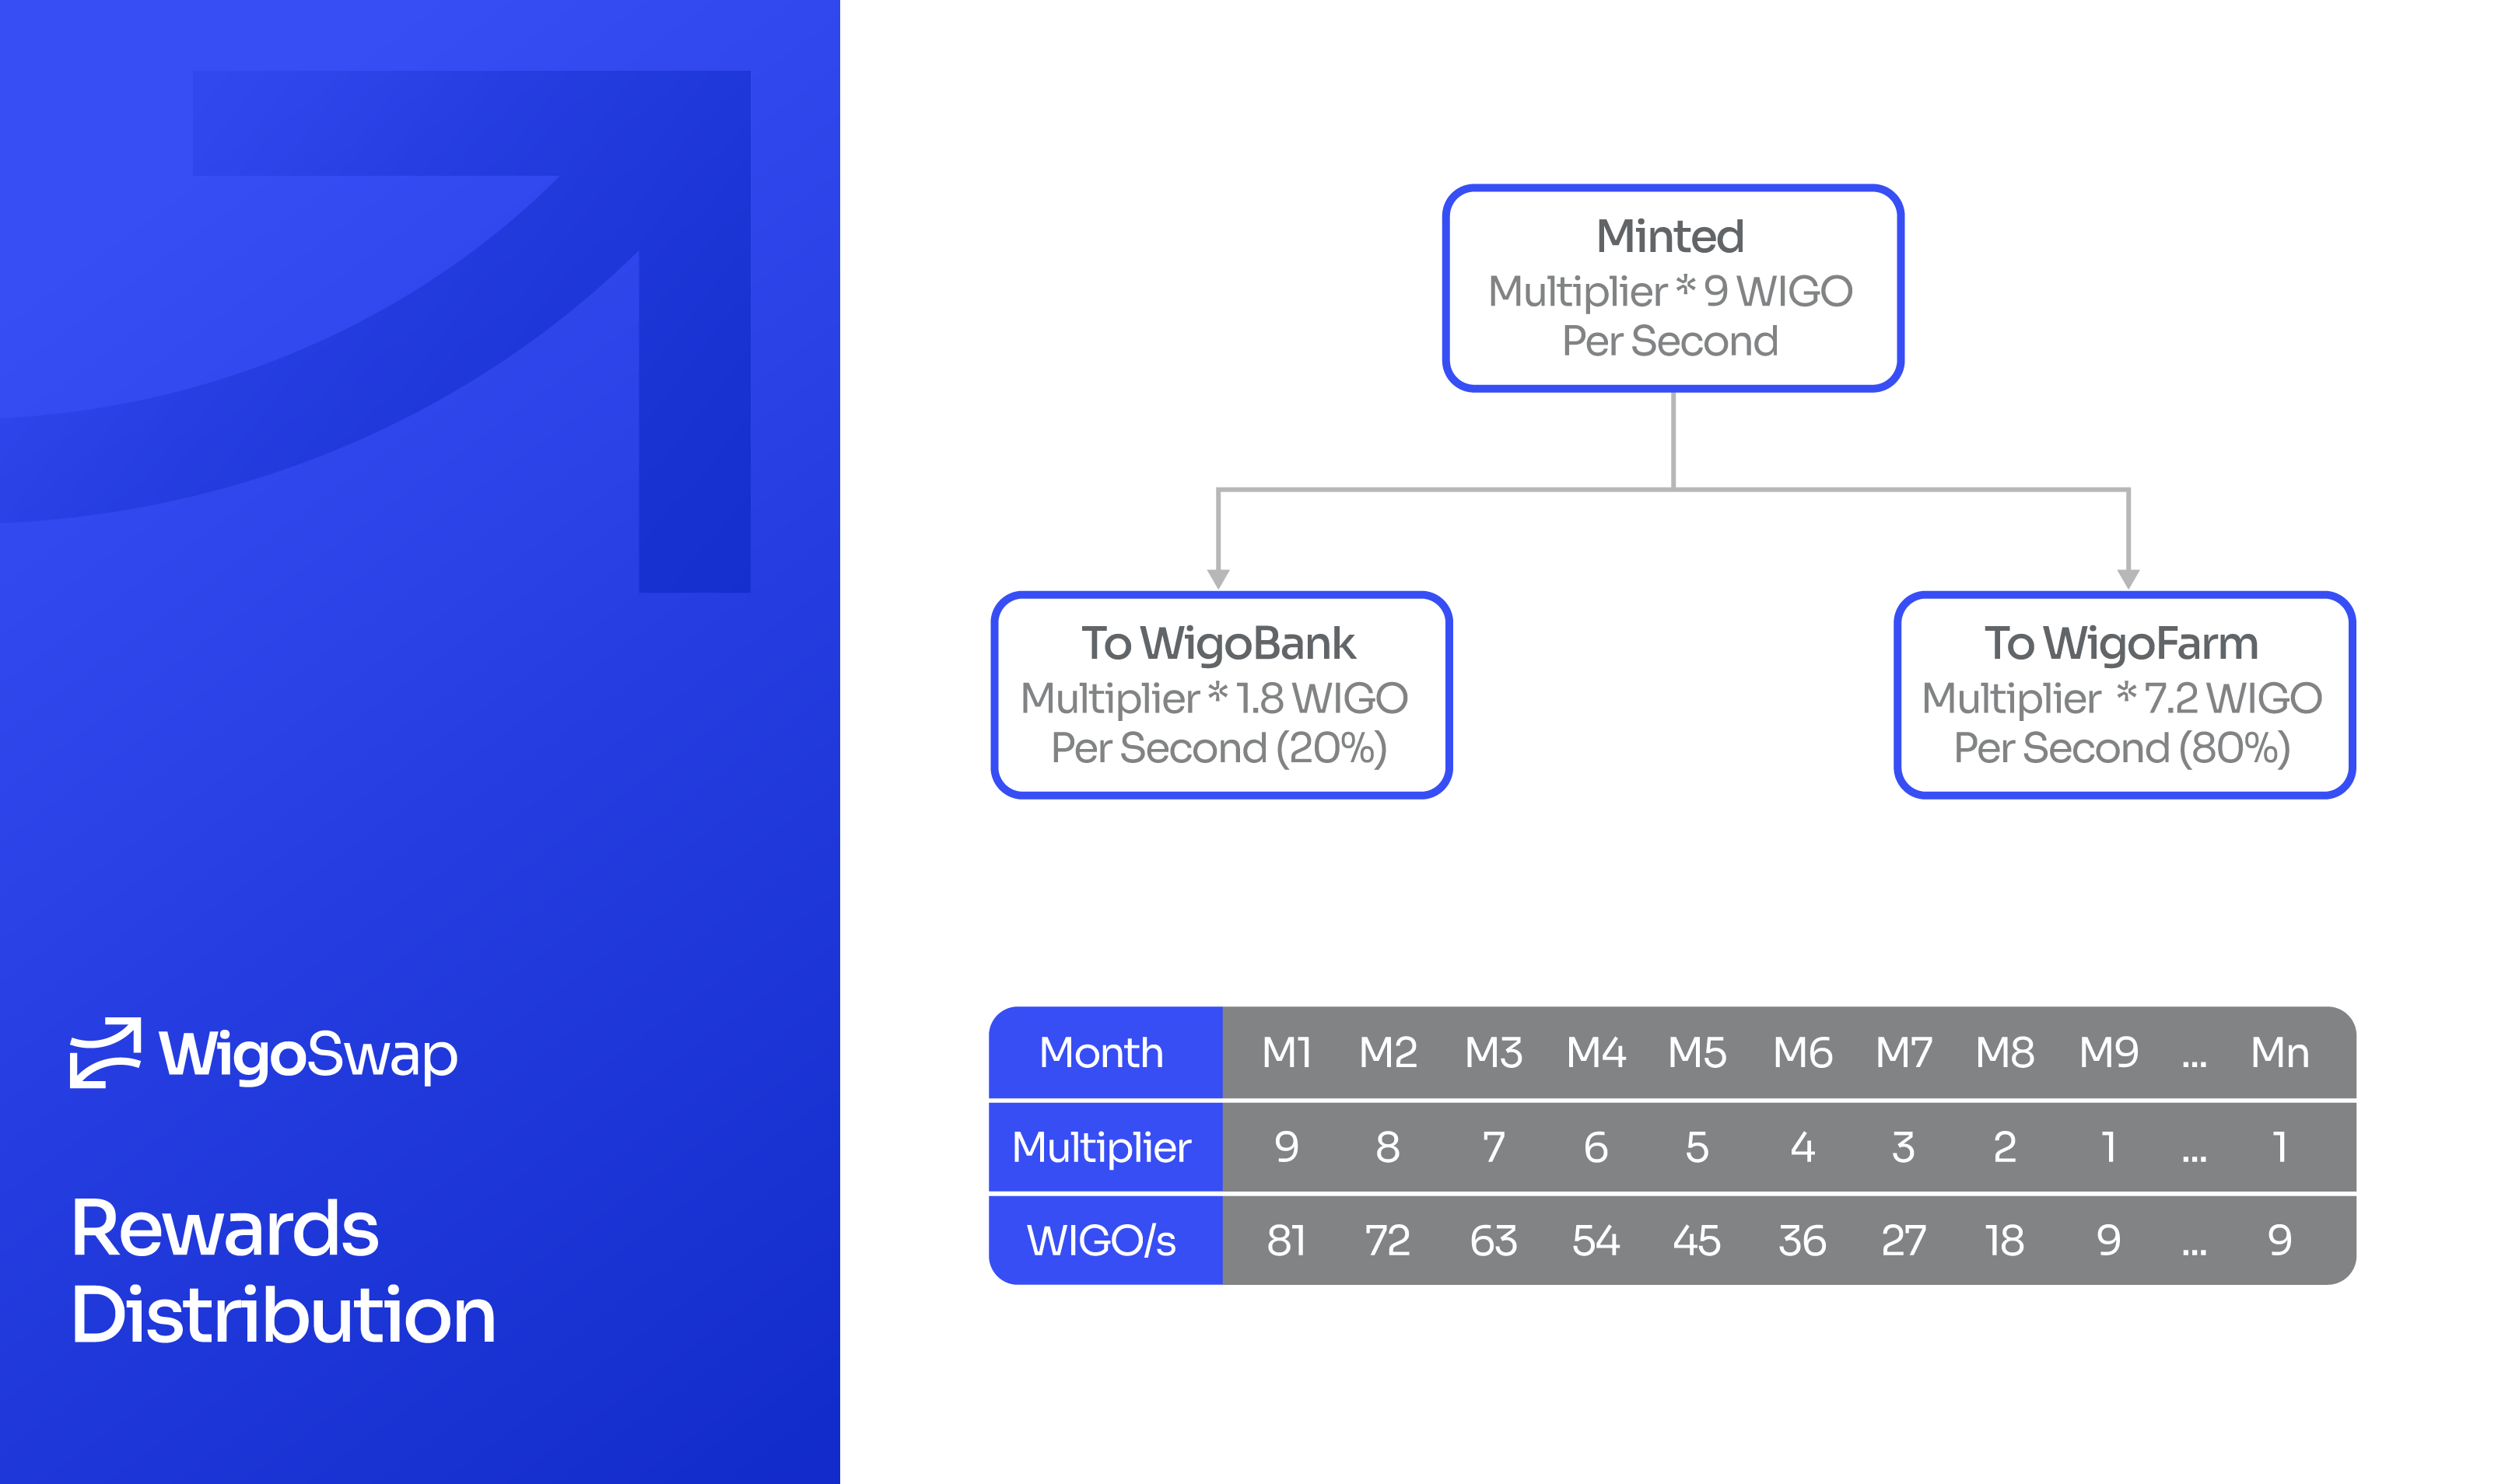 WigoSwap
Rewards
Distribution
Minted
Multiplier * 9 WIGO
Per Second
To WigoBank
Multiplier * 1.8 WIGO
Per Second (20%)
To WigoFarm
Multiplier * 7.2 WIGO
Per Second (80%)
Month M1 M2 M3 M4 M5 M6 M7 M8 M9 ... Mn
Multiplier 9 8 7 6 5 4 3 2 1 ... 1
WIGO/s 81 72 63 54 45 36 27 18 9 ... 9